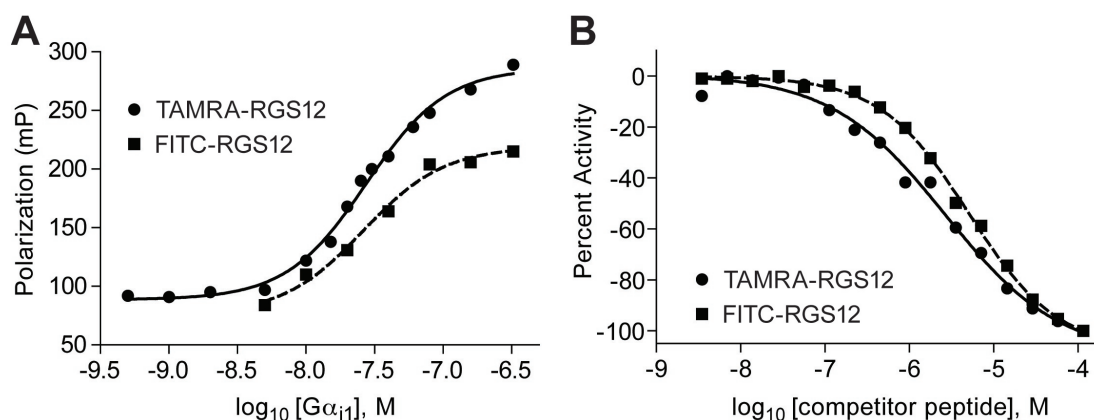 A
B
300
250
200
150
100
50
Polarization (mP)
TAMRA-RGS12
FITC-RGS12
-9.5 -9.0 -8.5 -8.0 -7.5 -7.0 -6.5
log₁₀ [Gαᵢ₁], M
0
-20
-40
-60
-80
-100
Percent Activity
TAMRA-RGS12
FITC-RGS12
-9 -8 -7 -6 -5 -4
log₁₀ [competitor peptide], M